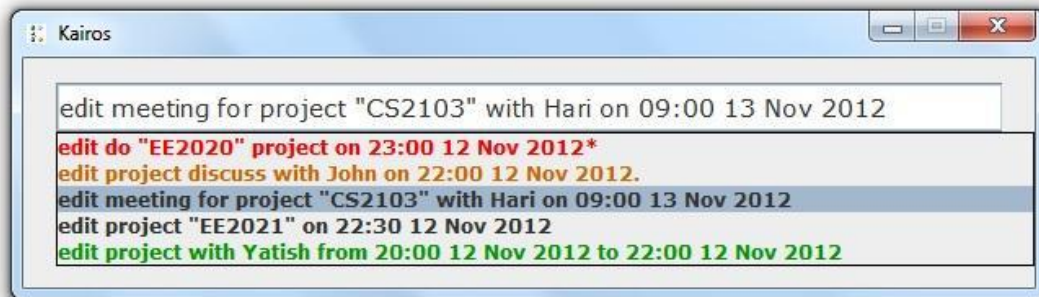 Kairos
edit meeting for project "CS2103" with Hari on 09:00 13 Nov 2012
edit do "EE2020" project on 23:00 12 Nov 2012*
edit project discuss with John on 22:00 12 Nov 2012.
edit meeting for project "CS2103" with Hari on 09:00 13 Nov 2012
edit project "EE2021" on 22:30 12 Nov 2012
edit project with Yatish from 20:00 12 Nov 2012 to 22:00 12 Nov 2012